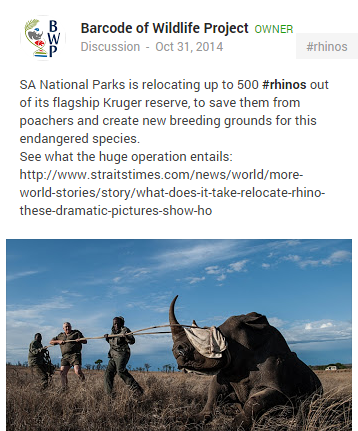 B
W
P
Barcode of Wildlife Project OWNER
Discussion - Oct 31, 2014
#rhinos
SA National Parks is relocating up to 500 #rhinos out
of its flagship Kruger reserve, to save them from
poachers and create new breeding grounds for this
endangered species.
See what the huge operation entails:
http://www.straitstimes.com/news/world/more-
world-stories/story/what-does-it-take-relocate-rhino-
these-dramatic-pictures-show-ho